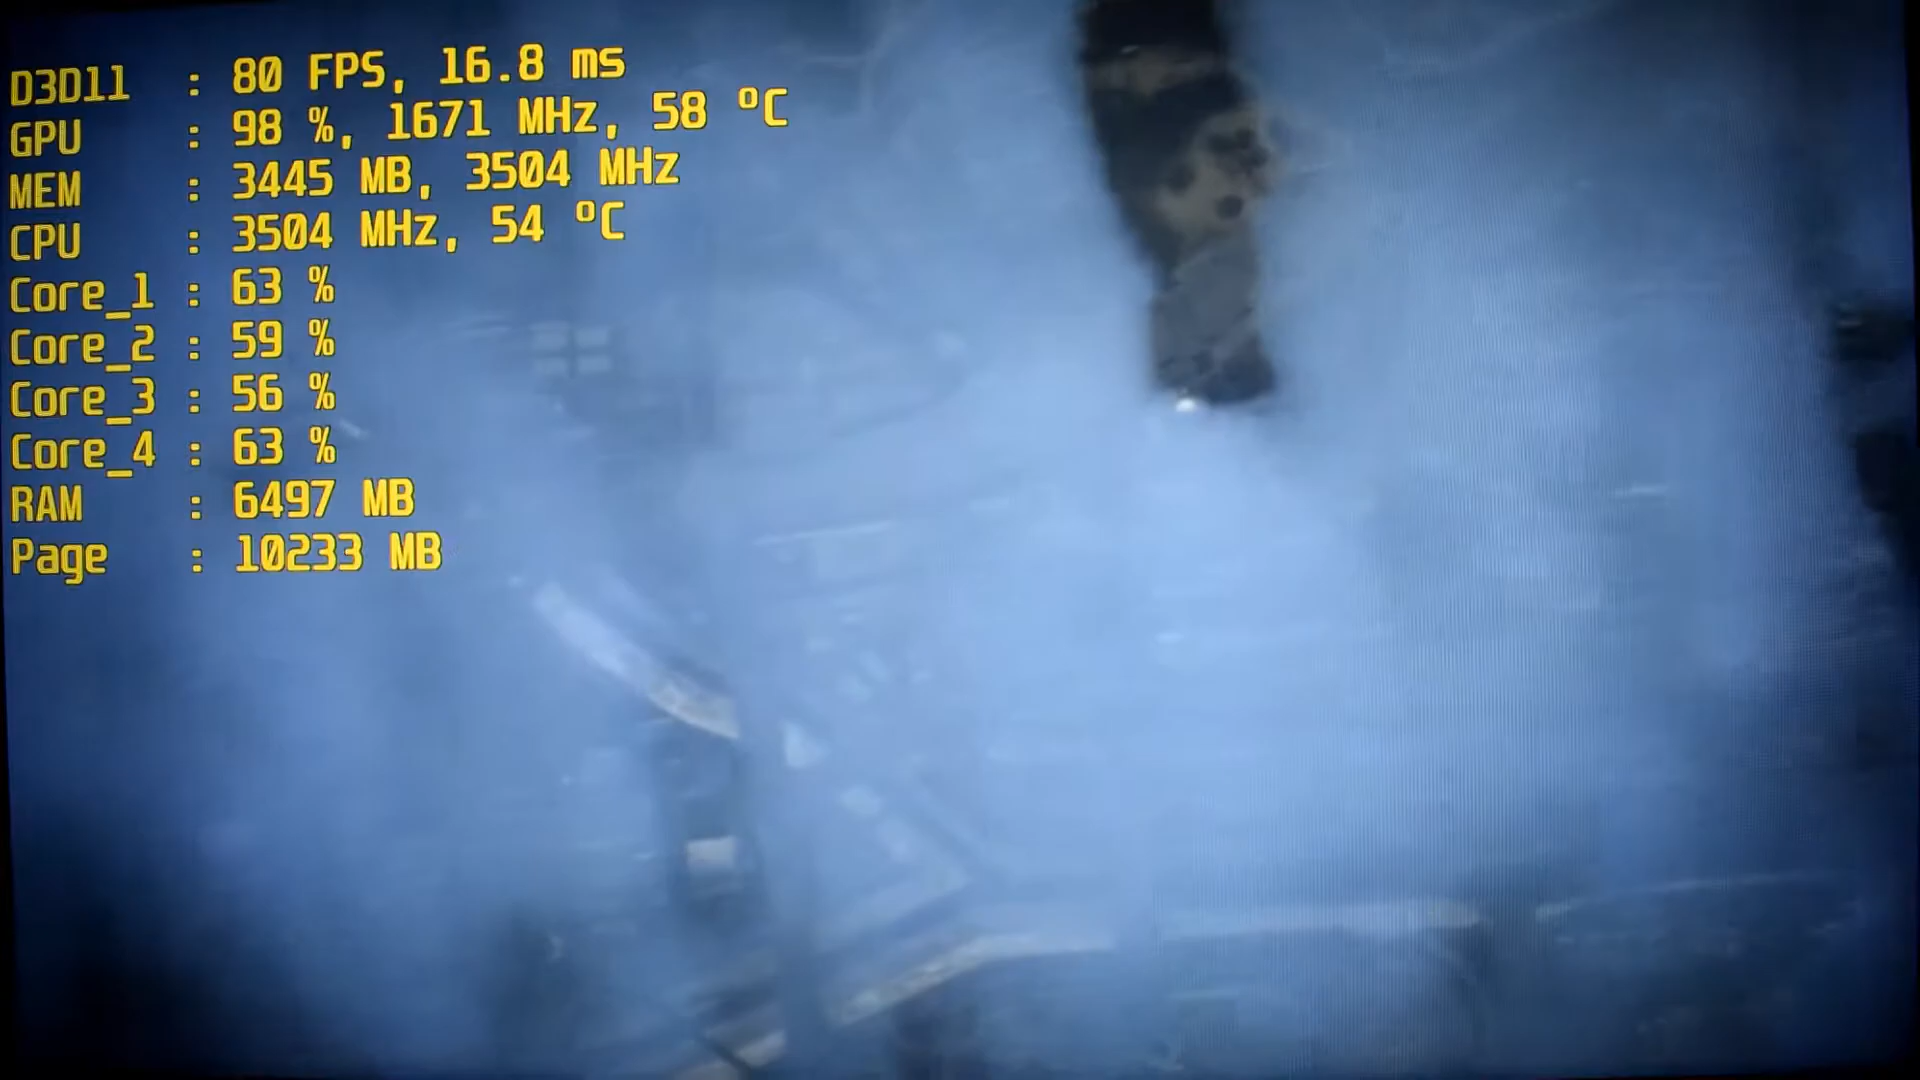 D3D11 : 80 FPS, 16.8 ms
GPU : 98 %, 1671 MHz, 58 °C
MEM : 3445 MB, 3504 MHz
CPU : 3504 MHz, 54 °C
Core_1 : 63 %
Core_2 : 59 %
Core_3 : 56 %
Core_4 : 63 %
RAM : 6497 MB
Page : 10233 MB